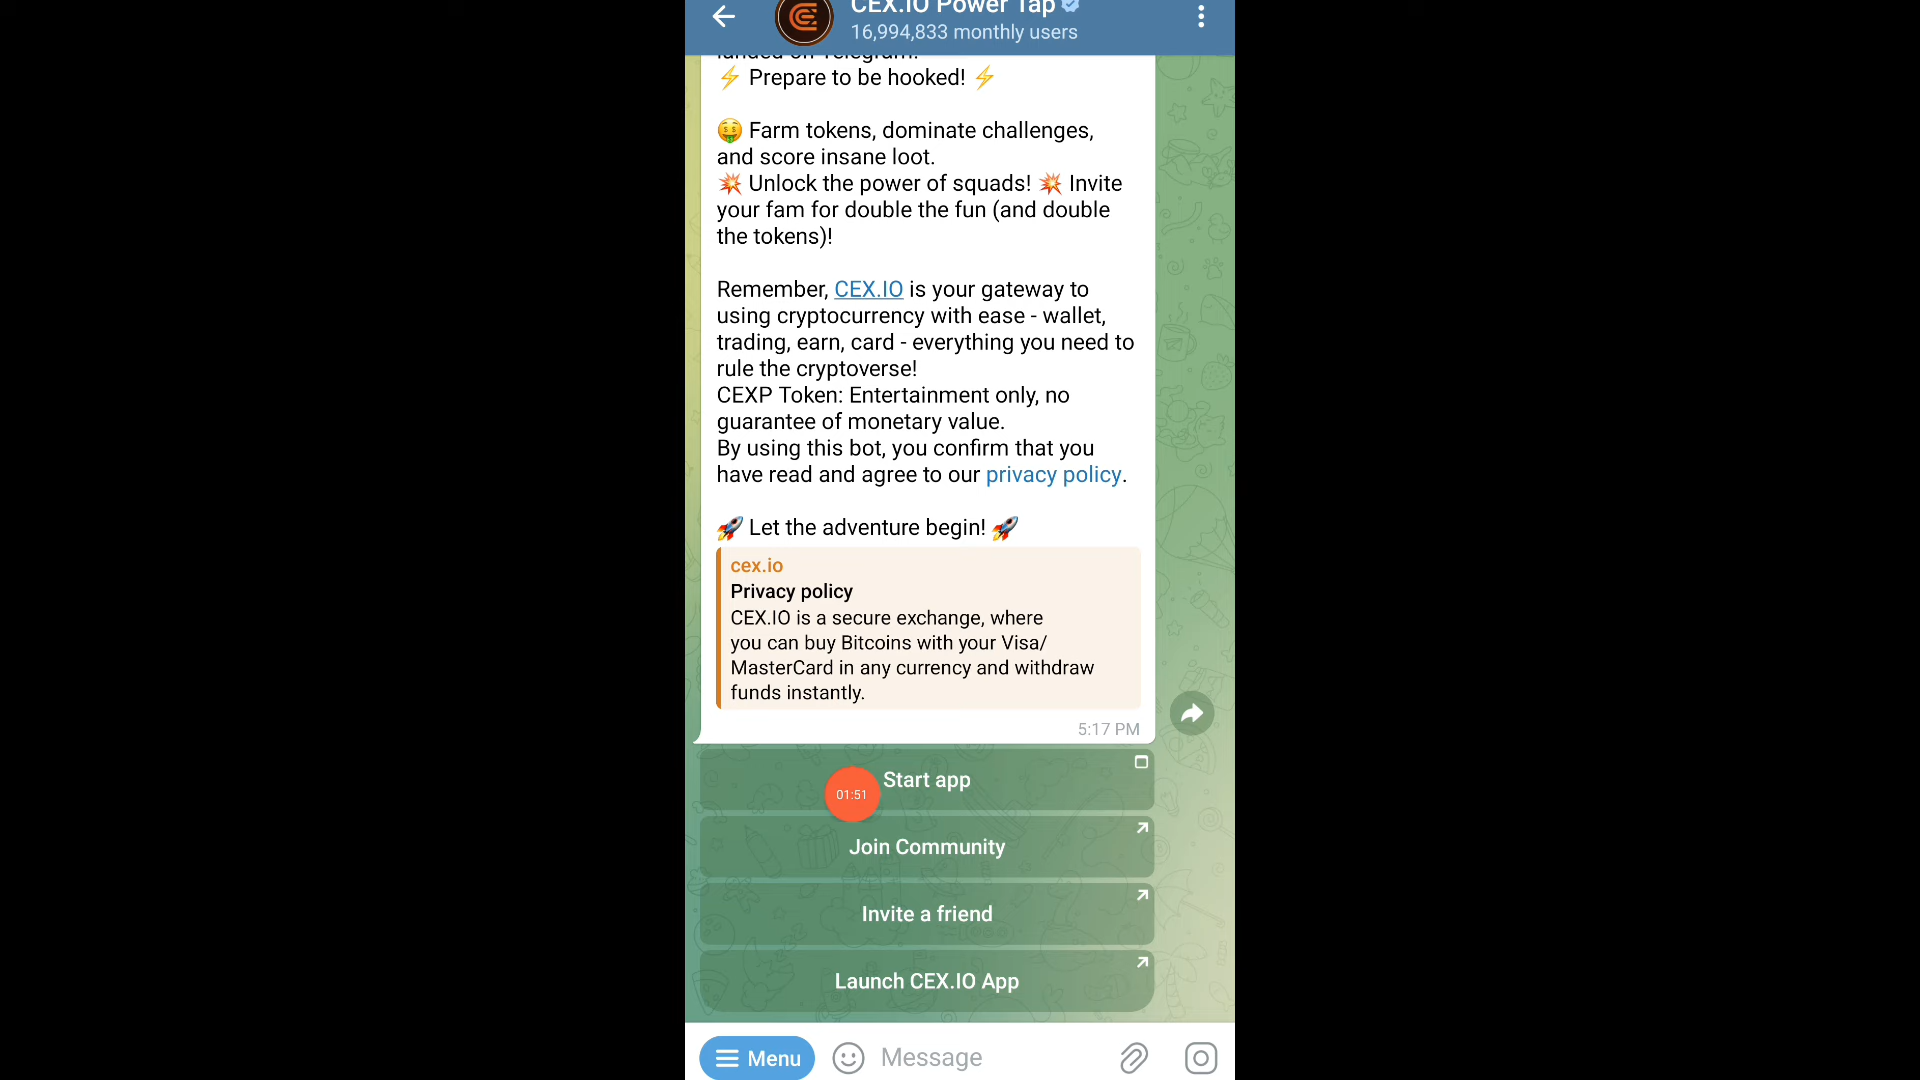 CEX.IO Power Tap
16,994,833 monthly users
landed on Telegram!
⚡ Prepare to be hooked! ⚡
🤑 Farm tokens, dominate challenges,
and score insane loot.
💥 Unlock the power of squads! 💥 Invite
your fam for double the fun (and double
the tokens)!
Remember, CEX.IO is your gateway to
using cryptocurrency with ease - wallet,
trading, earn, card - everything you need to
rule the cryptoverse!
CEXP Token: Entertainment only, no
guarantee of monetary value.
By using this bot, you confirm that you
have read and agree to our privacy policy.
🚀 Let the adventure begin! 🚀
cex.io
Privacy policy
CEX.IO is a secure exchange, where
you can buy Bitcoins with your Visa/
MasterCard in any currency and withdraw
funds instantly.
5:17 PM
Start app
01:51
Join Community
Invite a friend
Launch CEX.IO App
Menu
Message